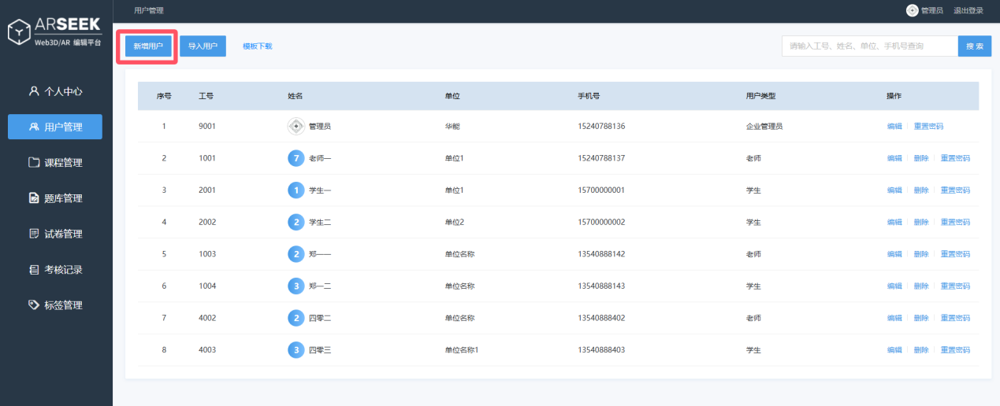 ARSEEK
Web3D/AR 编辑平台
用户管理
管理员 退出登录
新增用户 导入用户 模板下载
请输入工号、姓名、单位、手机号查询 搜 索
个人中心
用户管理
课程管理
题库管理
试卷管理
考核记录
标签管理
序号 工号 姓名 单位 手机号 用户类型 操作
1 9001 管理员 华能 15240788136 企业管理员 编辑 重置密码
2 1001 7 老师一 单位1 15240788137 老师 编辑 删除 重置密码
3 2001 1 学生一 单位1 15700000001 学生 编辑 删除 重置密码
4 2002 2 学生二 单位2 15700000002 学生 编辑 删除 重置密码
5 1003 2 郑一一 单位名称 13540888142 老师 编辑 删除 重置密码
6 1004 3 郑一二 单位名称 13540888143 学生 编辑 删除 重置密码
7 4002 2 四零二 单位名称 13540888402 老师 编辑 删除 重置密码
8 4003 3 四零三 单位名称1 13540888403 学生 编辑 删除 重置密码